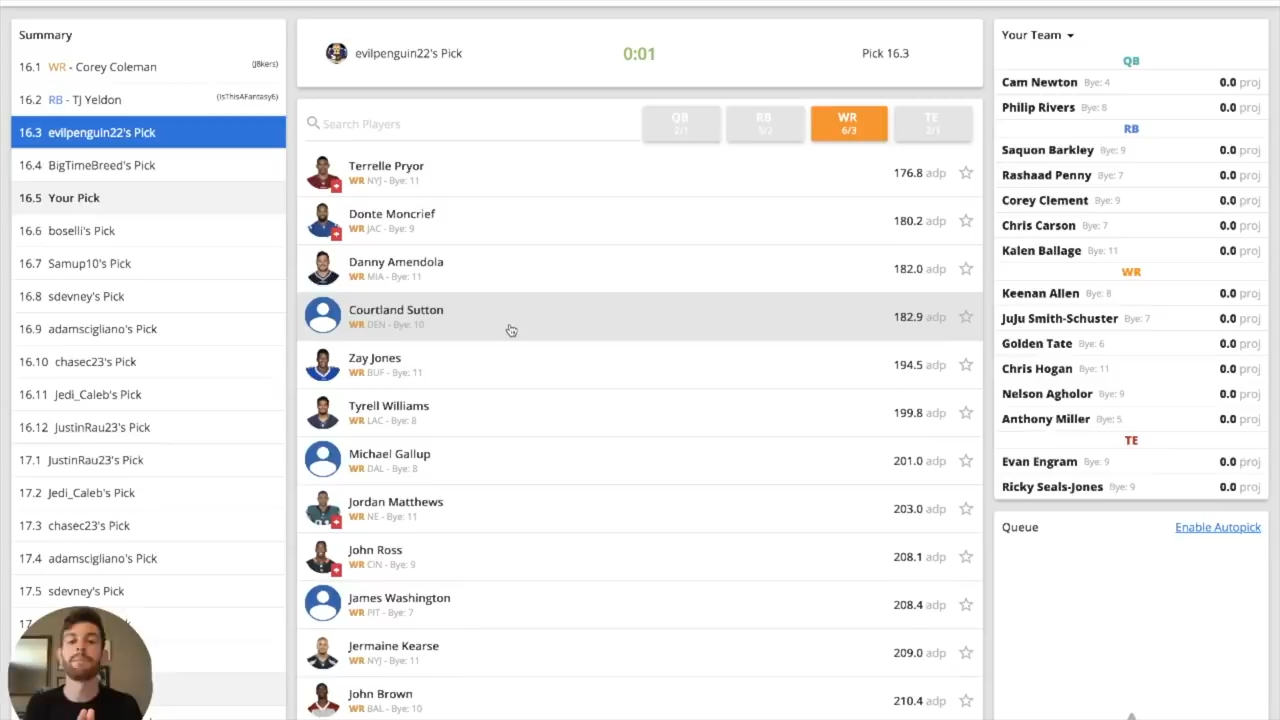 Summary
16.1 WR - Corey Coleman (j8kers)
16.2 RB - TJ Yeldon (IsThisAFantasy6)
16.3 evilpenguin22's Pick
16.4 BigTimeBreed's Pick
16.5 Your Pick
16.6 boselli's Pick
16.7 Samup10's Pick
16.8 sdevney's Pick
16.9 adamscigliano's Pick
16.10 chasec23's Pick
16.11 Jedi_Caleb's Pick
16.12 JustinRau23's Pick
17.1 JustinRau23's Pick
17.2 Jedi_Caleb's Pick
17.3 chasec23's Pick
17.4 adamscigliano's Pick
17.5 sdevney's Pick
evilpenguin22's Pick 0:01 Pick 16.3
Search Players
QB
2/1
RB
5/2
WR
6/3
TE
2/1
Terrelle Pryor
WR NYJ - Bye: 11
176.8 adp
Donte Moncrief
WR JAC - Bye: 9
180.2 adp
Danny Amendola
WR MIA - Bye: 11
182.0 adp
Courtland Sutton
WR DEN - Bye: 10
182.9 adp
Zay Jones
WR BUF - Bye: 11
194.5 adp
Tyrell Williams
WR LAC - Bye: 8
199.8 adp
Michael Gallup
WR DAL - Bye: 8
201.0 adp
Jordan Matthews
WR NE - Bye: 11
203.0 adp
John Ross
WR CIN - Bye: 9
208.1 adp
James Washington
WR PIT - Bye: 7
208.4 adp
Jermaine Kearse
WR NYJ - Bye: 11
209.0 adp
John Brown
WR BAL - Bye: 10
210.4 adp
Your Team
QB
Cam Newton Bye: 4 0.0 proj
Philip Rivers Bye: 8 0.0 proj
RB
Saquon Barkley Bye: 9 0.0 proj
Rashaad Penny Bye: 7 0.0 proj
Corey Clement Bye: 9 0.0 proj
Chris Carson Bye: 7 0.0 proj
Kalen Ballage Bye: 11 0.0 proj
WR
Keenan Allen Bye: 8 0.0 proj
JuJu Smith-Schuster Bye: 7 0.0 proj
Golden Tate Bye: 6 0.0 proj
Chris Hogan Bye: 11 0.0 proj
Nelson Agholor Bye: 9 0.0 proj
Anthony Miller Bye: 5 0.0 proj
TE
Evan Engram Bye: 9 0.0 proj
Ricky Seals-Jones Bye: 9 0.0 proj
Queue Enable Autopick